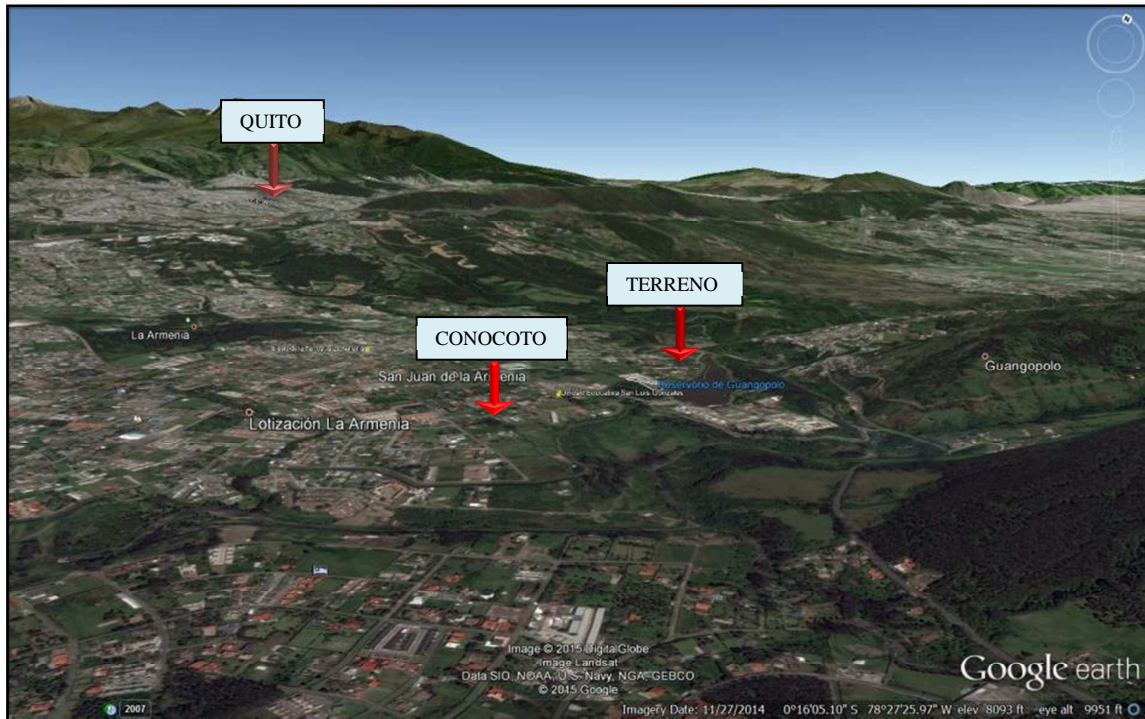 N
QUITO
TERRENO
La Armenia
CONOCOTO
San Juan de la Armenia
Guangopolo
Reservorio de Guangopolo
Lotización La Armenia
Image © 2015 DigitalGlobe
Image Landsat
Data SIO, NOAA, U.S. Navy, NGA, GEBCO
© 2015 Google
Google earth
2007
Imagery Date: 11/27/2014 0°16'05.10" S 78°27'25.97" W elev 8093 ft eye alt 9951 ft